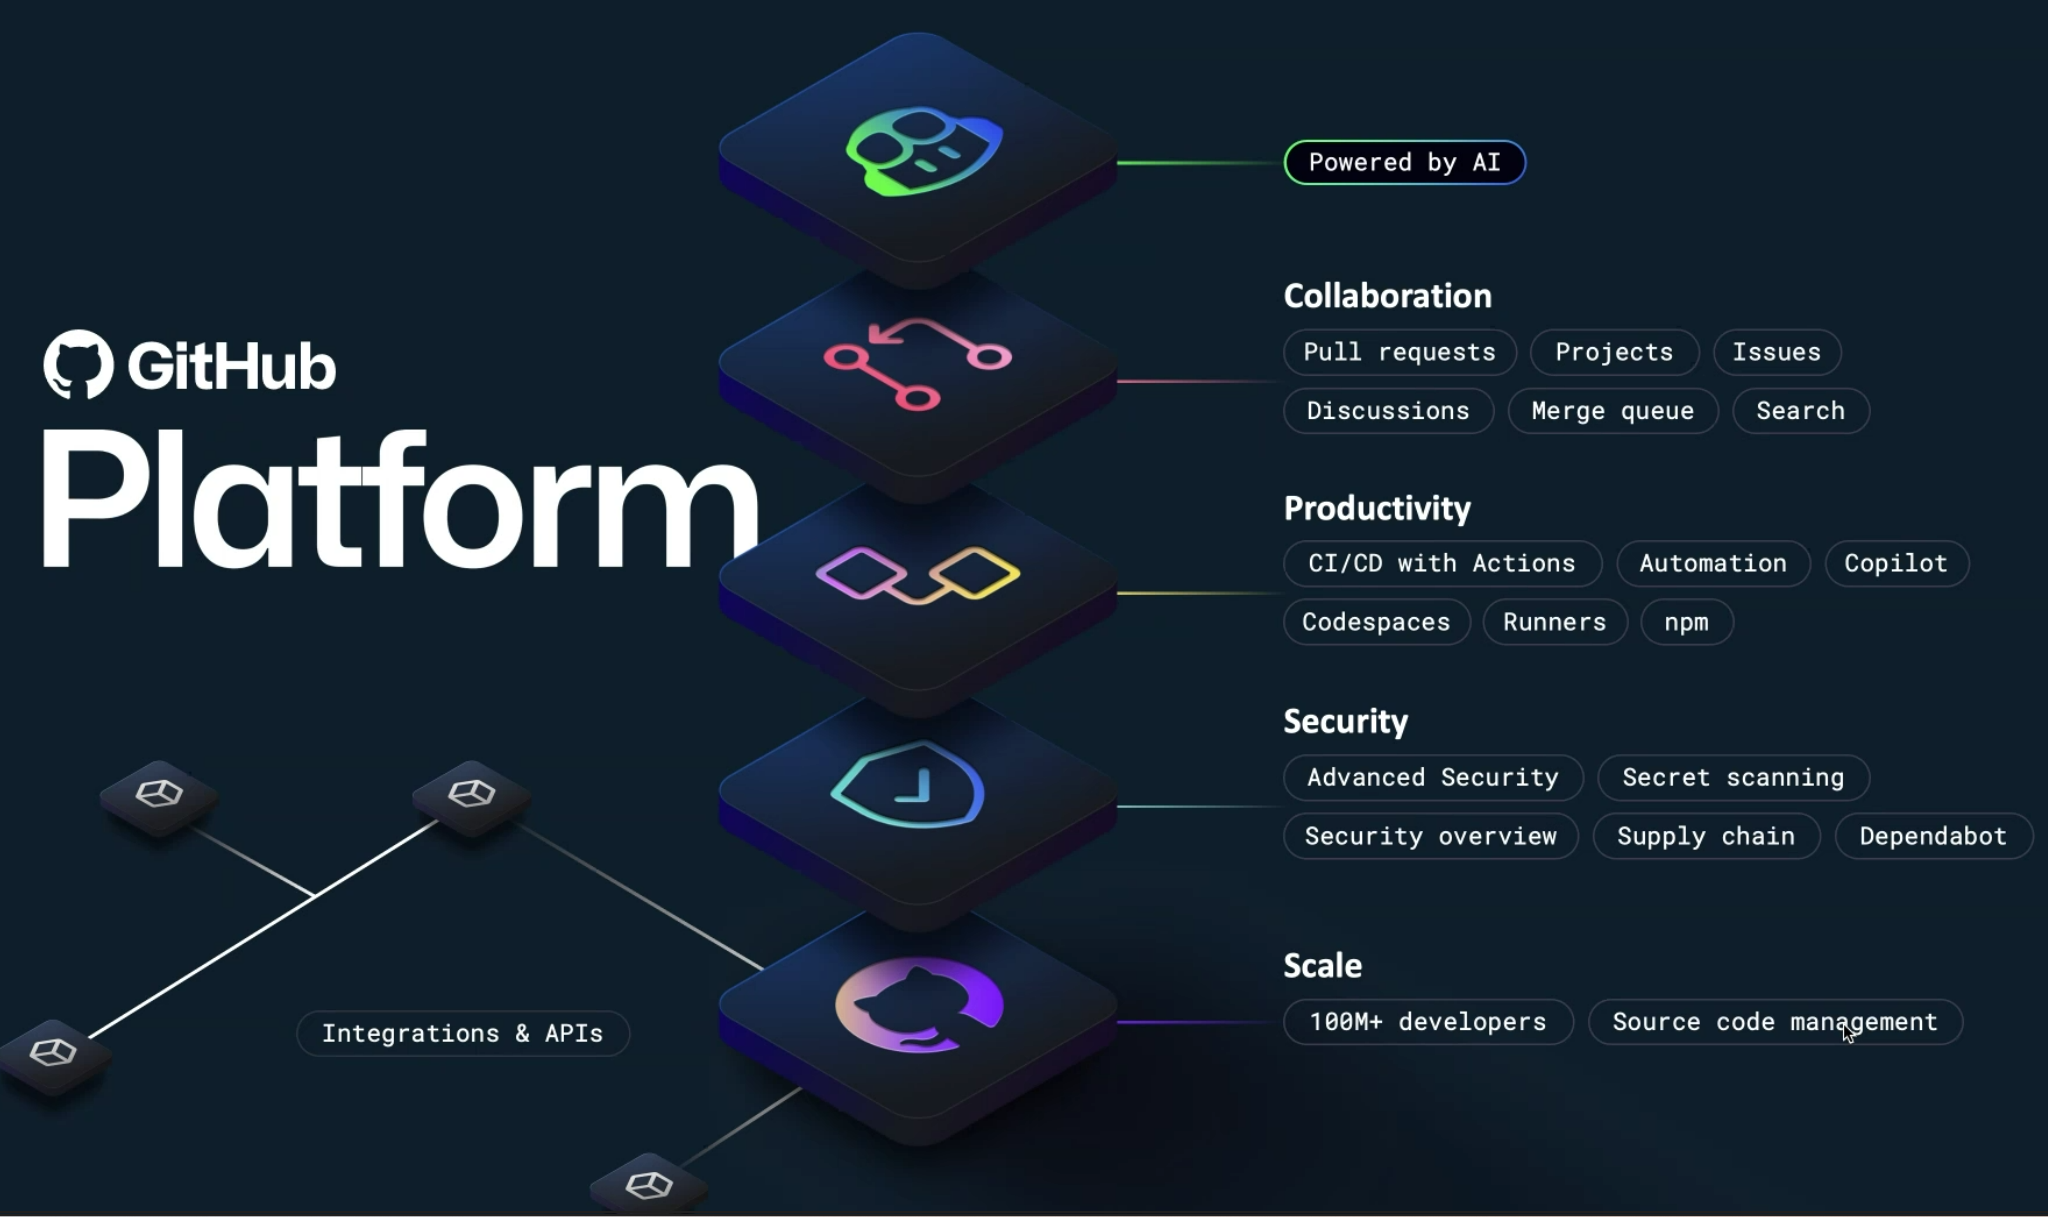 GitHub
Platform
Powered by AI
Collaboration
Pull requests Projects Issues
Discussions Merge queue Search
Productivity
CI/CD with Actions Automation Copilot
Codespaces Runners npm
Security
Advanced Security Secret scanning
Security overview Supply chain Dependabot
Scale
100M+ developers Source code management
Integrations & APIs